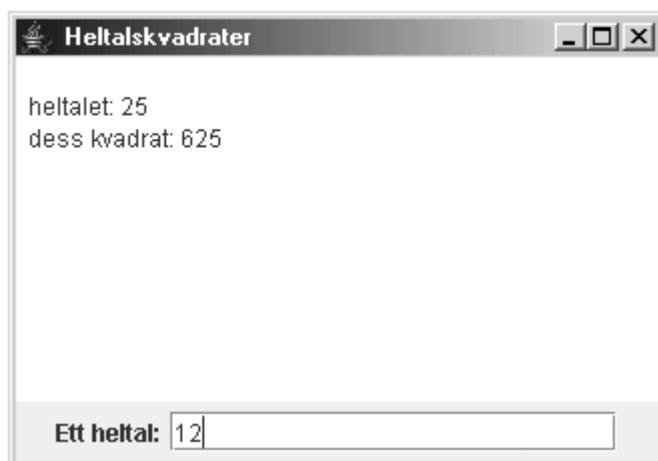 Heltalskvadrater
heltalet: 25
dess kvadrat: 625
Ett heltal: 12